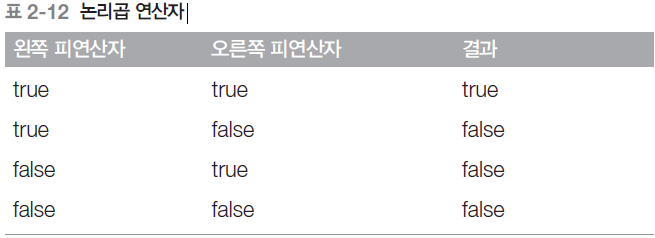 표 2-12 논리곱 연산자
왼쪽 피연산자 오른쪽 피연산자 결과
true true true
true false false
false true false
false false false